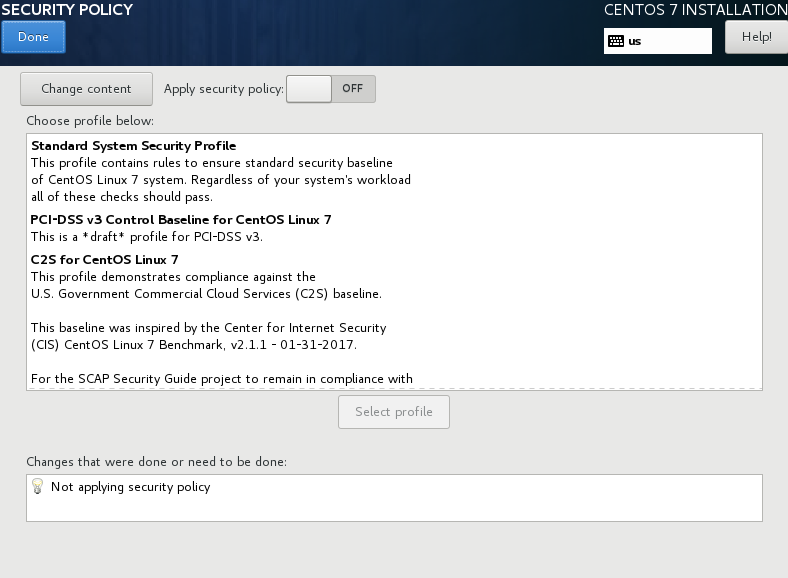 SECURITY POLICY
CENTOS 7 INSTALLATION
Done
us
Help!
Change content
Apply security policy:
OFF
Choose profile below:
Standard System Security Profile
This profile contains rules to ensure standard security baseline
of CentOS Linux 7 system. Regardless of your system's workload
all of these checks should pass.
PCI-DSS v3 Control Baseline for CentOS Linux 7
This is a *draft* profile for PCI-DSS v3.
C2S for CentOS Linux 7
This profile demonstrates compliance against the
U.S. Government Commercial Cloud Services (C2S) baseline.
This baseline was inspired by the Center for Internet Security
(CIS) CentOS Linux 7 Benchmark, v2.1.1 - 01-31-2017.
For the SCAP Security Guide project to remain in compliance with
Select profile
Changes that were done or need to be done:
Not applying security policy